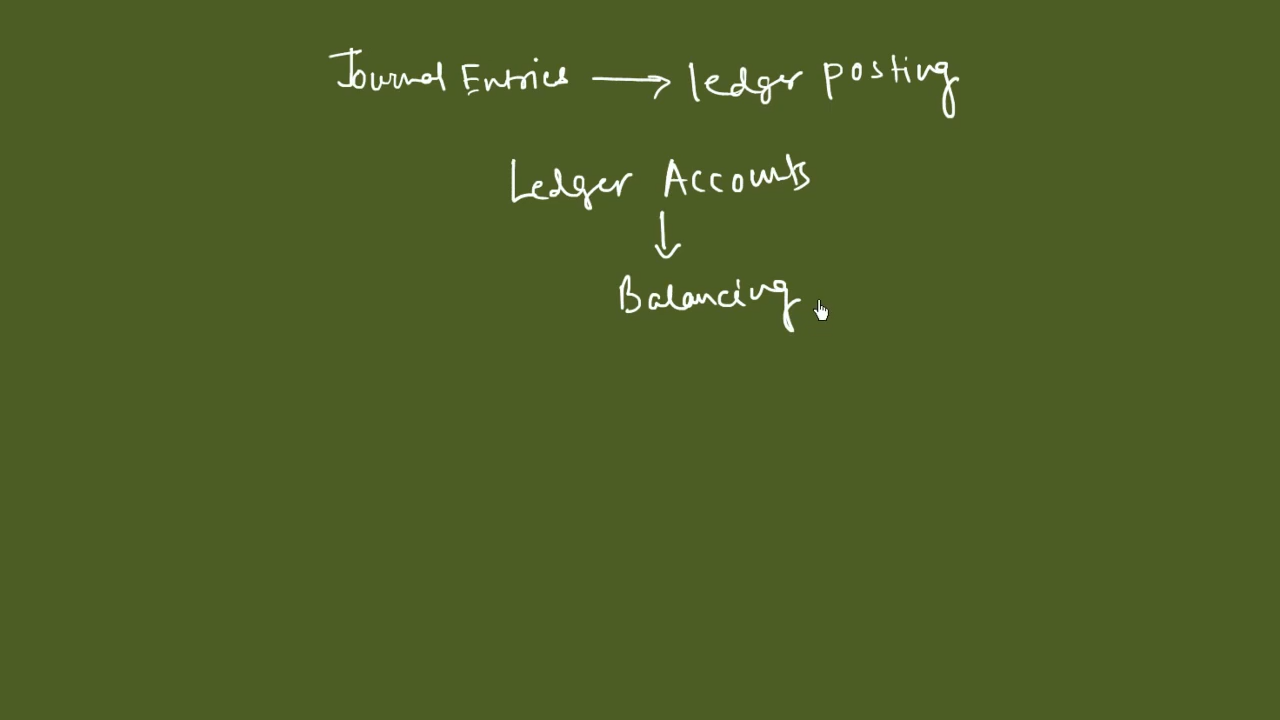 Journal Entries → ledger posting
Ledger Accounts
↓
Balancing